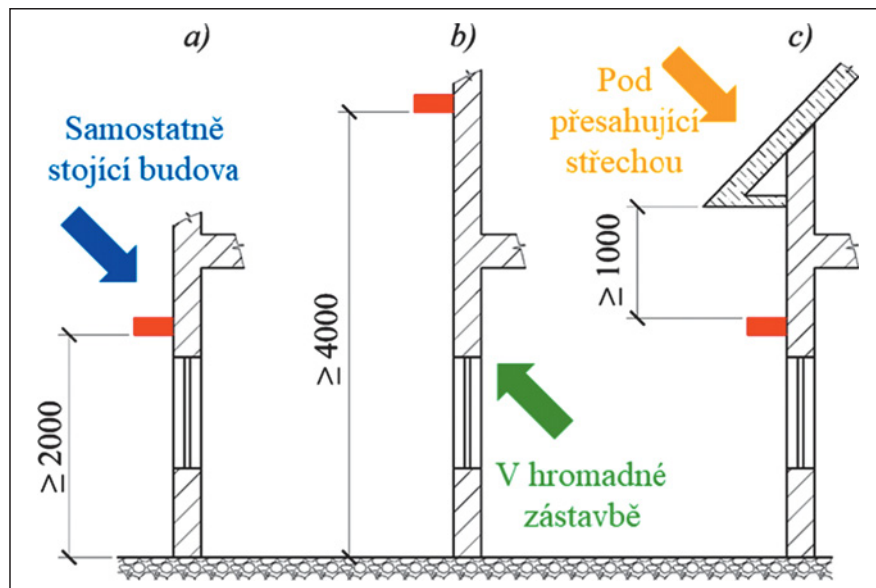 a)
b)
c)
Samostatně
stojící budova
Pod
přesahující
střechou
≥ 2000
≥ 4000
≥ 1000
V hromadné
zástavbě